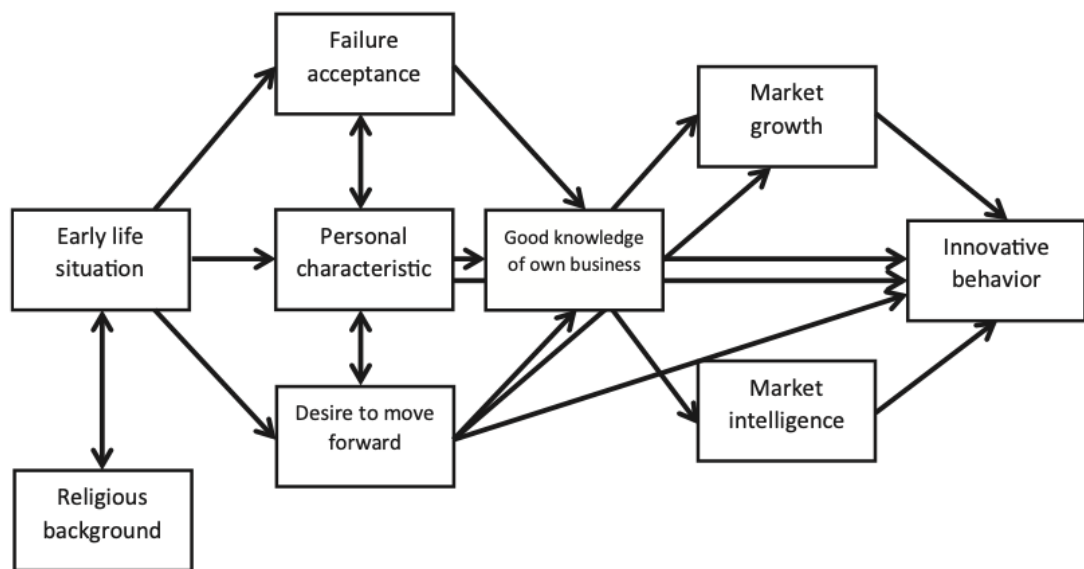 Failure
acceptance
Market
growth
Early life
situation
Personal
characteristic
Good knowledge
of own business
Innovative
behavior
Desire to move
forward
Market
intelligence
Religious
background